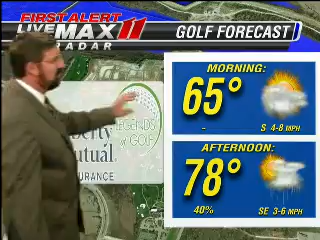 FIRST ALERT
LIVE MAX 11
RADAR
GOLF FORECAST
MORNING:
65°
-
S 4-8 MPH
LEGENDS
of GOLF
Mutual
INSURANCE
AFTERNOON:
78°
40%
SE 3-6 MPH